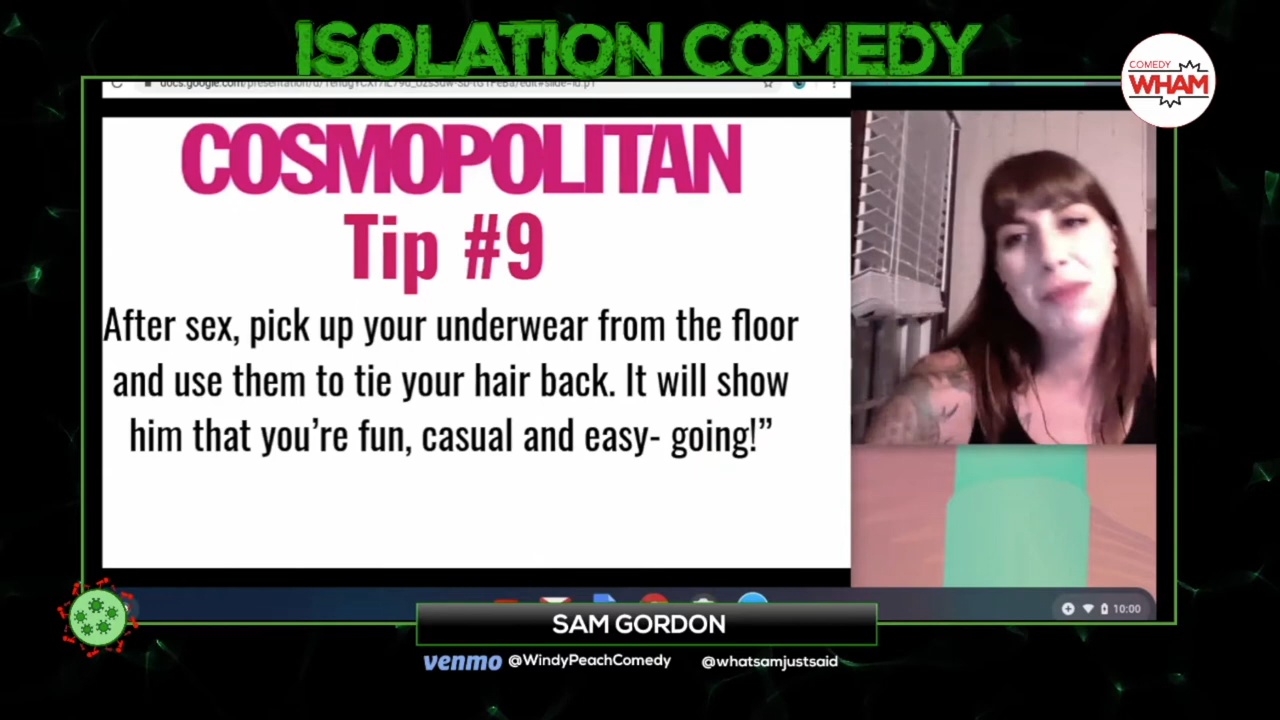 ISOLATION COMEDY
COMEDY
WHAM
COSMOPOLITAN
Tip #9
After sex, pick up your underwear from the floor
and use them to tie your hair back. It will show
him that you’re fun, casual and easy- going!”
10:00
SAM GORDON
venmo @WindyPeachComedy @whatsamjustsaid